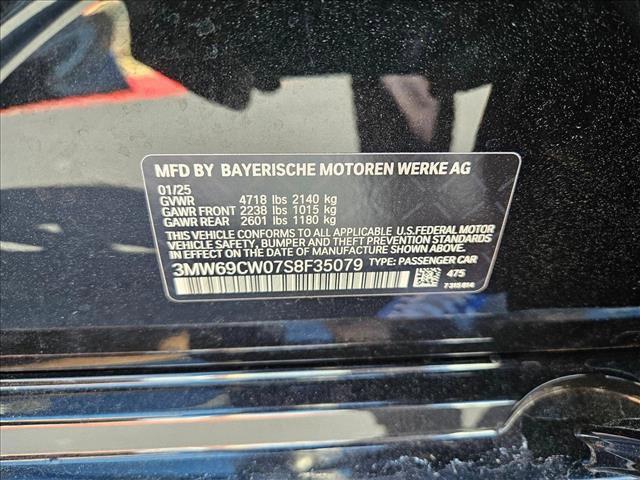 MFD BY BAYERISCHE MOTOREN WERKE AG
01/25
GVWR 4718 lbs 2140 kg
GAWR FRONT 2238 lbs 1015 kg
GAWR REAR 2601 lbs 1180 kg
THIS VEHICLE CONFORMS TO ALL APPLICABLE U.S.FEDERAL MOTOR
VEHICLE SAFETY, BUMPER AND THEFT PREVENTION STANDARDS
IN EFFECT ON THE DATE OF MANUFACTURE SHOWN ABOVE.
3MW69CW07S8F35079 TYPE: PASSENGER CAR
475
7315814